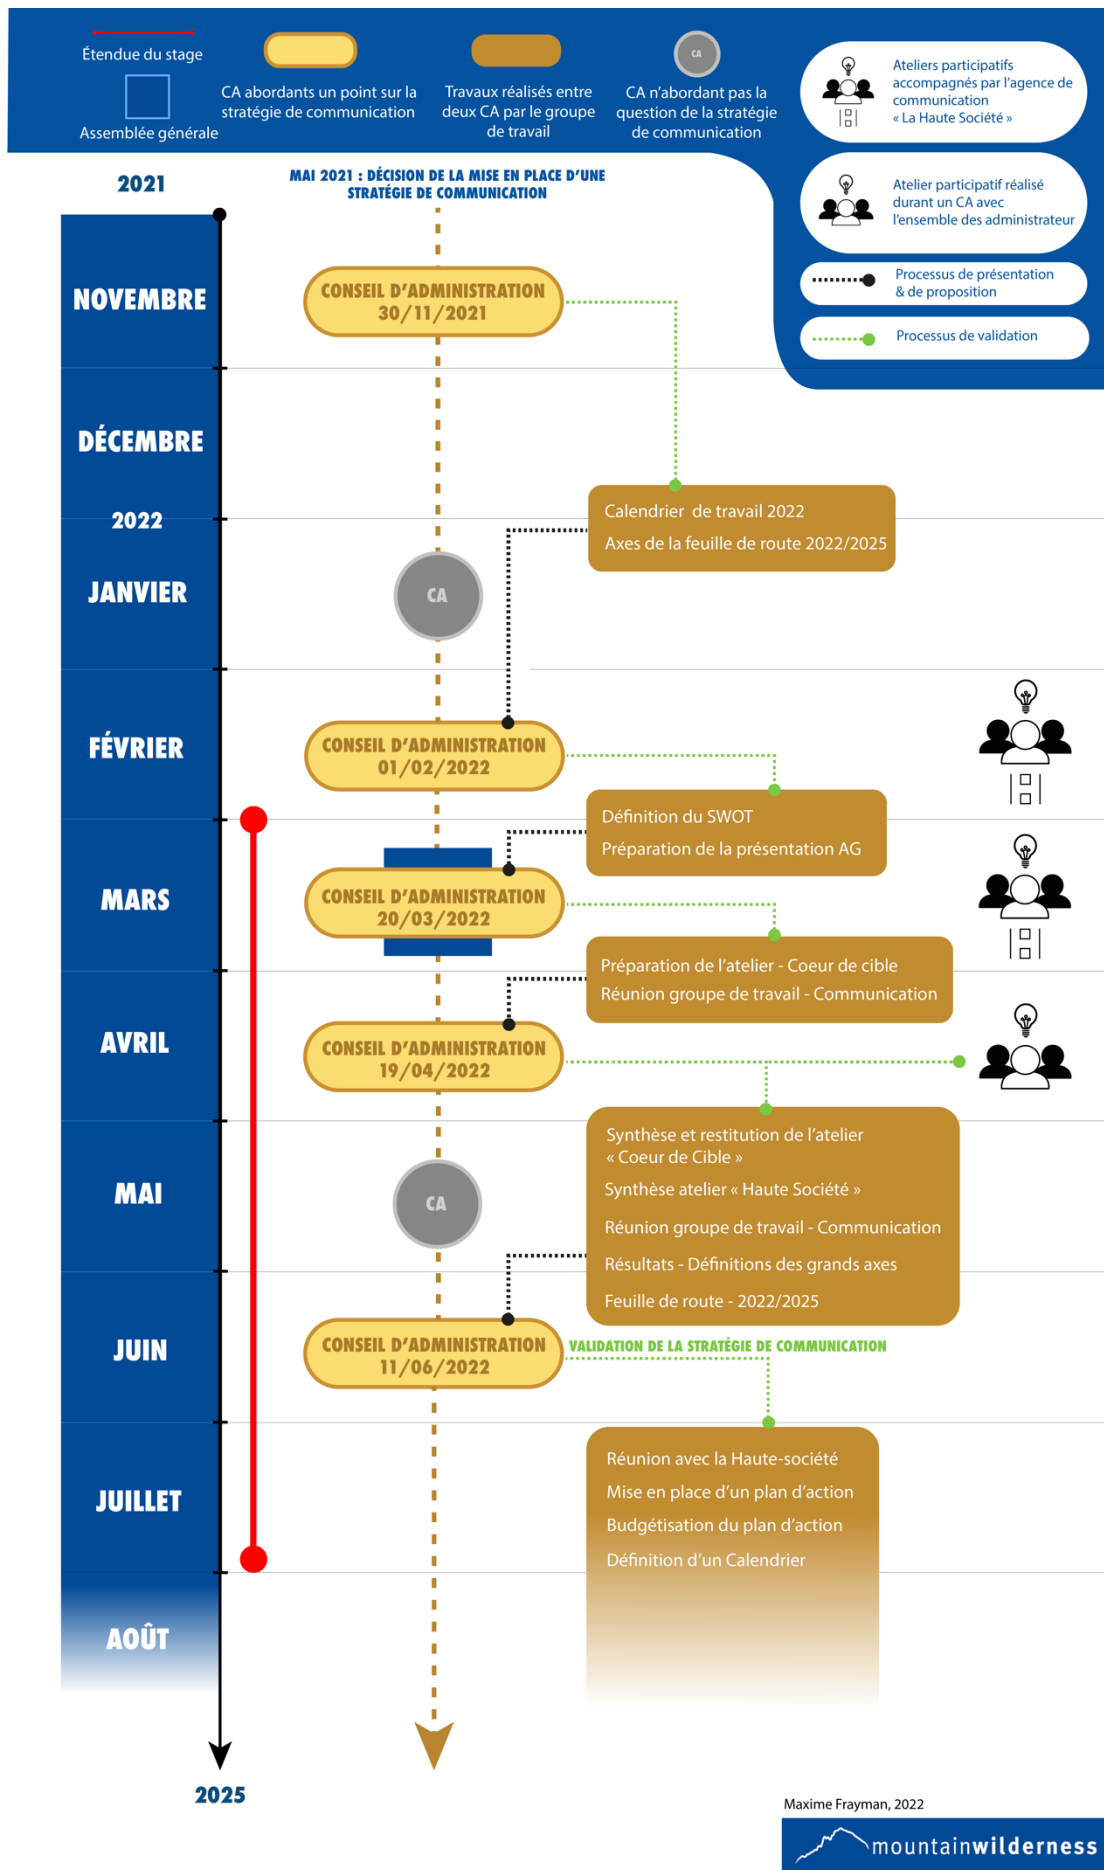 Étendue du stage
Assemblée générale
CA abordants un point sur la
stratégie de communication
Travaux réalisés entre
deux CA par le groupe
de travail
CA
CA n'abordant pas la
question de la stratégie
de communication
Ateliers participatifs
accompagnés par l'agence de
communication
« La Haute Société »
Atelier participatif réalisé
durant un CA avec
l'ensemble des administrateur
Processus de présentation
& de proposition
Processus de validation
2021
MAI 2021 : DÉCISION DE LA MISE EN PLACE D'UNE
STRATÉGIE DE COMMUNICATION
NOVEMBRE
CONSEIL D'ADMINISTRATION
30/11/2021
DÉCEMBRE
2022
Calendrier de travail 2022
Axes de la feuille de route 2022/2025
JANVIER
CA
FÉVRIER
CONSEIL D'ADMINISTRATION
01/02/2022
Définition du SWOT
Préparation de la présentation AG
MARS
CONSEIL D'ADMINISTRATION
20/03/2022
Préparation de l'atelier - Coeur de cible
Réunion groupe de travail - Communication
AVRIL
CONSEIL D'ADMINISTRATION
19/04/2022
Synthèse et restitution de l'atelier
« Coeur de Cible »
Synthèse atelier « Haute Société »
Réunion groupe de travail - Communication
Résultats - Définitions des grands axes
Feuille de route - 2022/2025
MAI
CA
JUIN
CONSEIL D'ADMINISTRATION
11/06/2022
VALIDATION DE LA STRATÉGIE DE COMMUNICATION
JUILLET
Réunion avec la Haute-société
Mise en place d'un plan d'action
Budgétisation du plan d'action
Définition d'un Calendrier
AOÛT
2025
Maxime Frayman, 2022
mountainwilderness